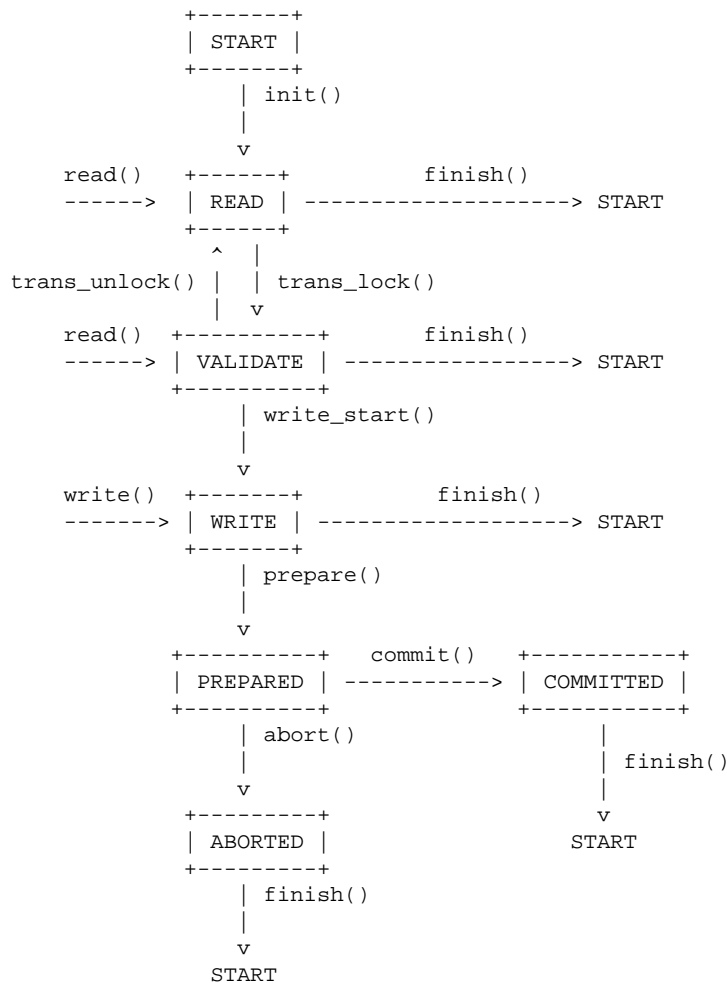 START
init()
read() finish()
READ START
trans_unlock() trans_lock()
read() finish()
VALIDATE START
write_start()
write() finish()
WRITE START
prepare()
commit()
PREPARED COMMITTED
abort()
finish()
ABORTED START
finish()
START